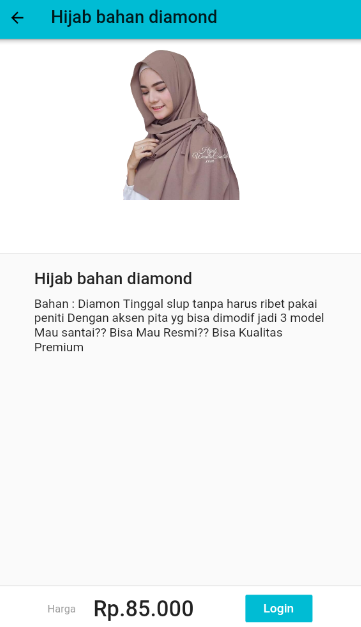 Hijab bahan diamond
Hijab bahan diamond
Bahan : Diamon Tinggal slup tanpa harus ribet pakai
peniti Dengan aksen pita yg bisa dimodif jadi 3 model
Mau santai?? Bisa Mau Resmi?? Bisa Kualitas
Premium
Harga Rp.85.000 Login